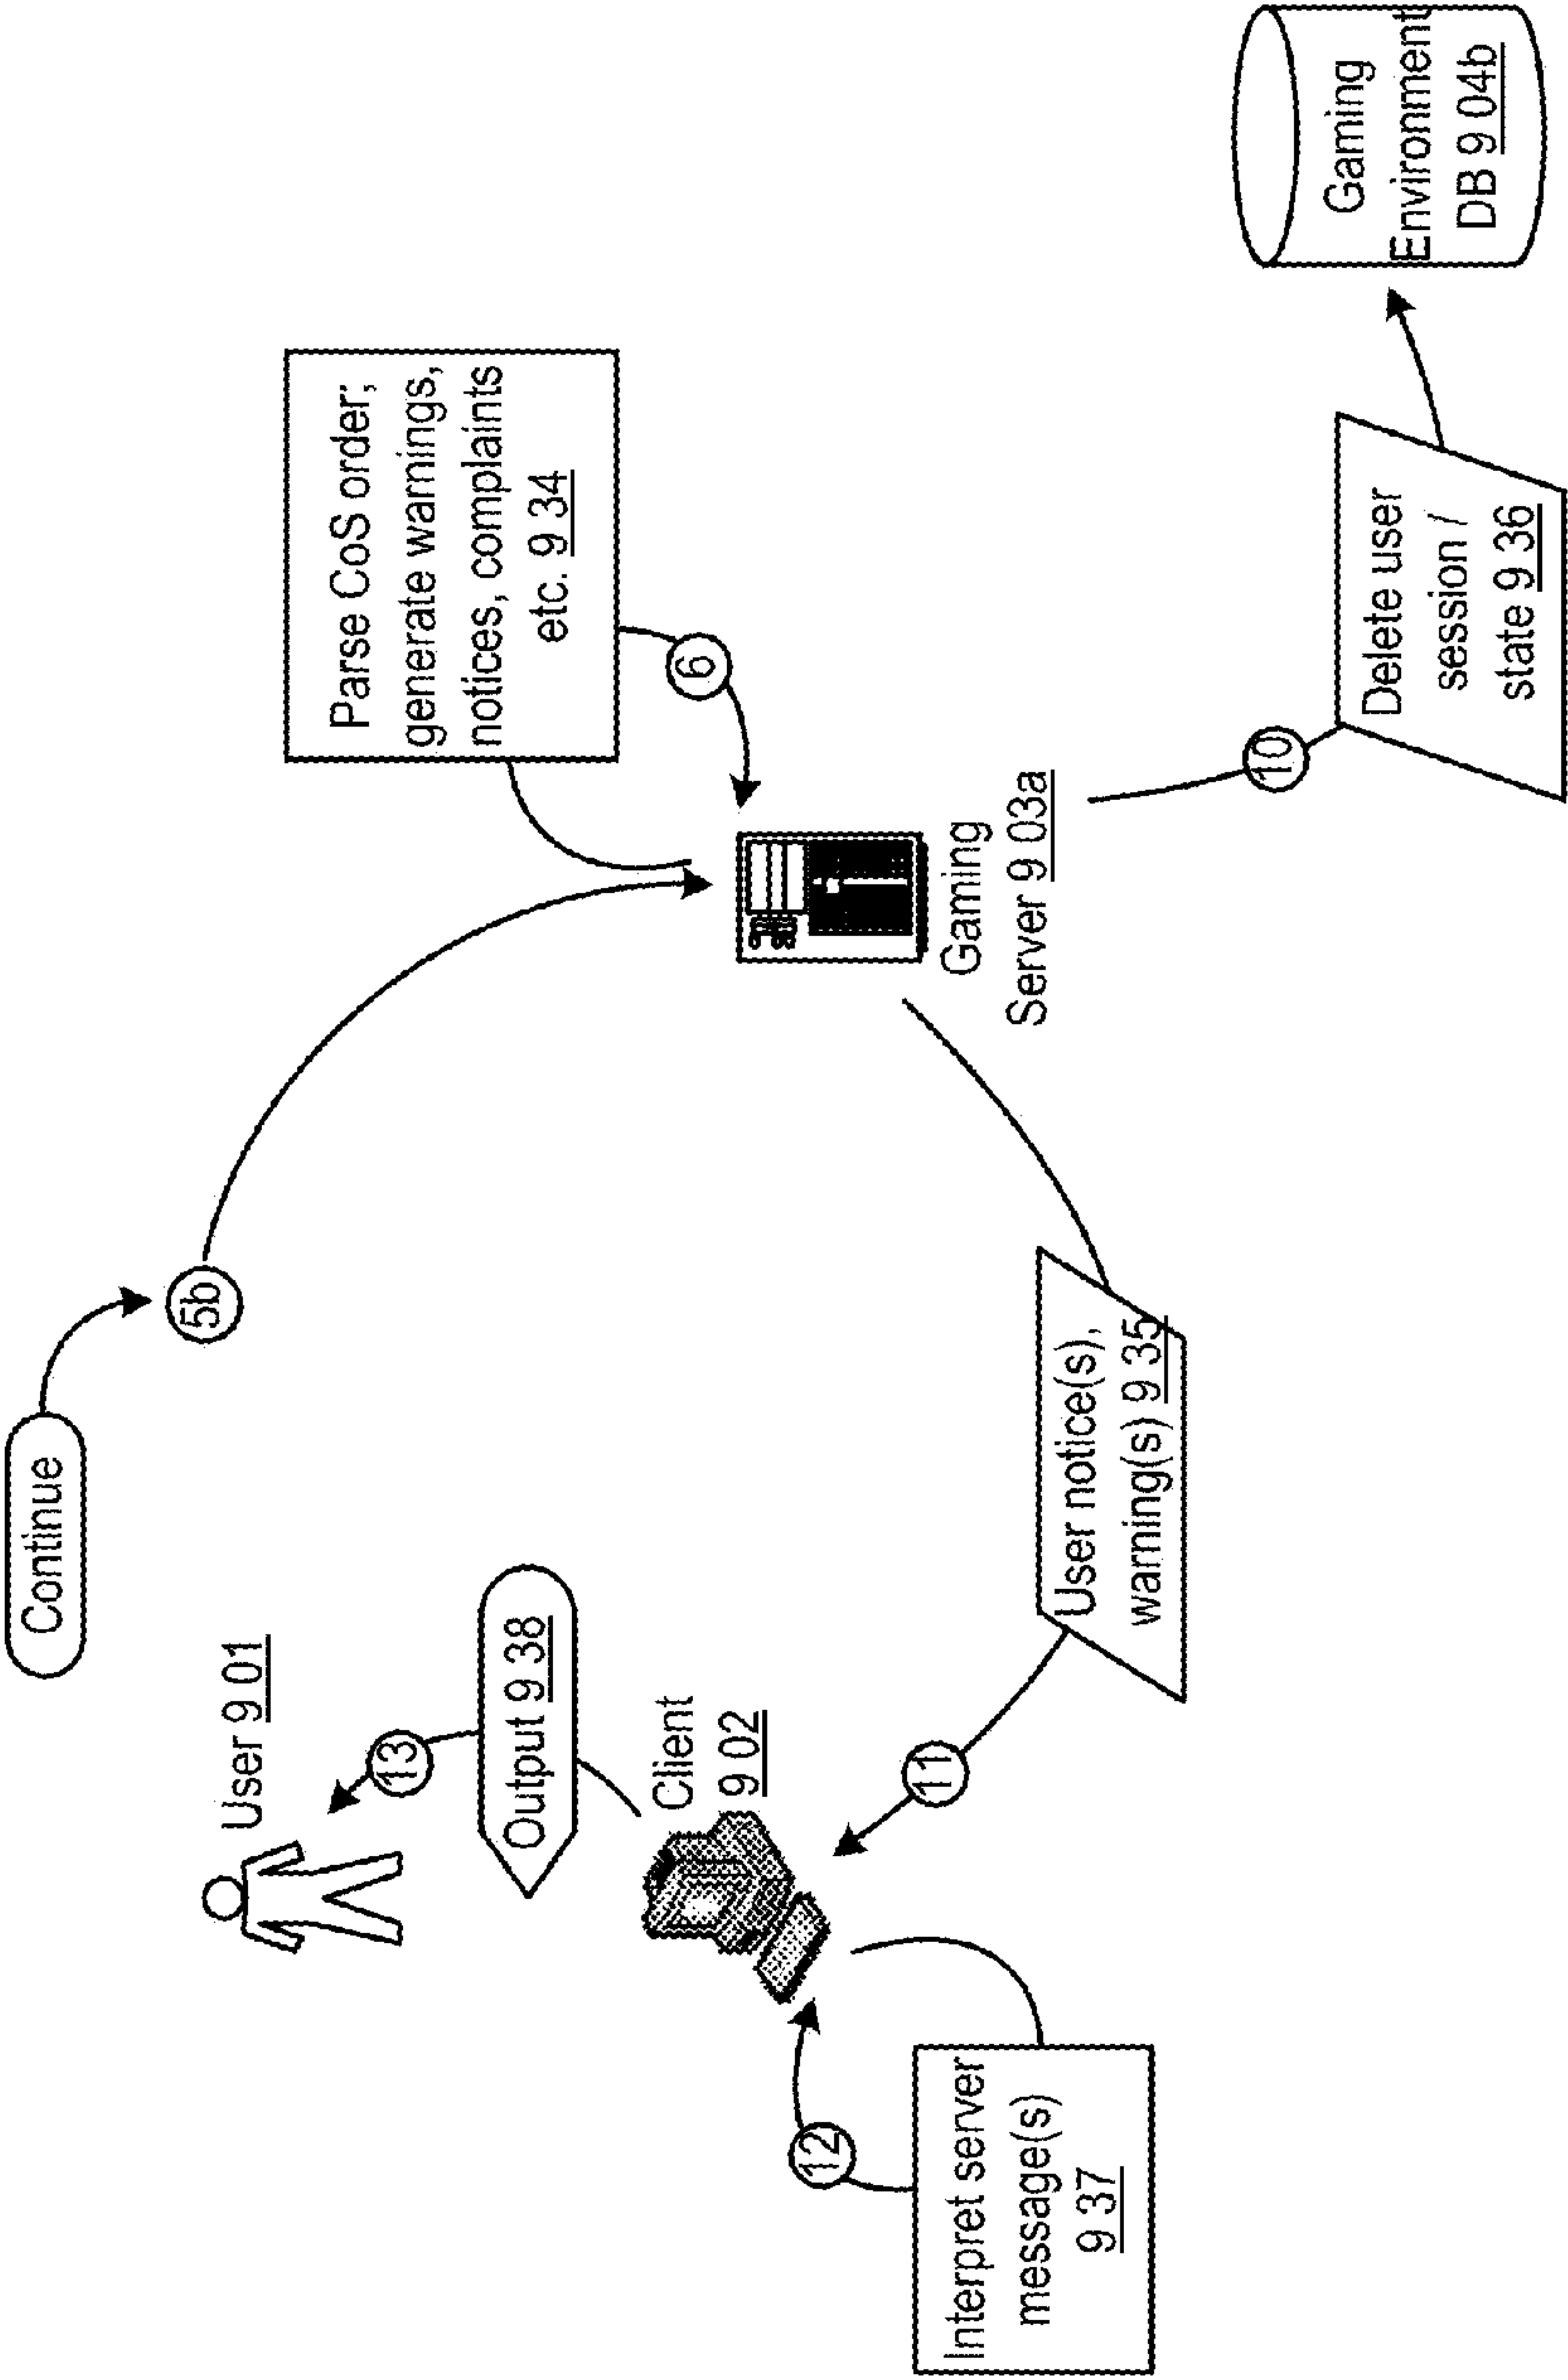 Continue
5b
User 9 01
13
Output 9 38
Client
9 02
Parse CoS order;
generate warnings,
notices, complaints
etc. 9 34
6
Gaming
Server 9 03a
12
Interpret server
message(s)
9 37
11
User notice(s),
warning(s) 9 35
10
Delete user
session /
state 9 36
Gaming
Environment
DB 9 04b